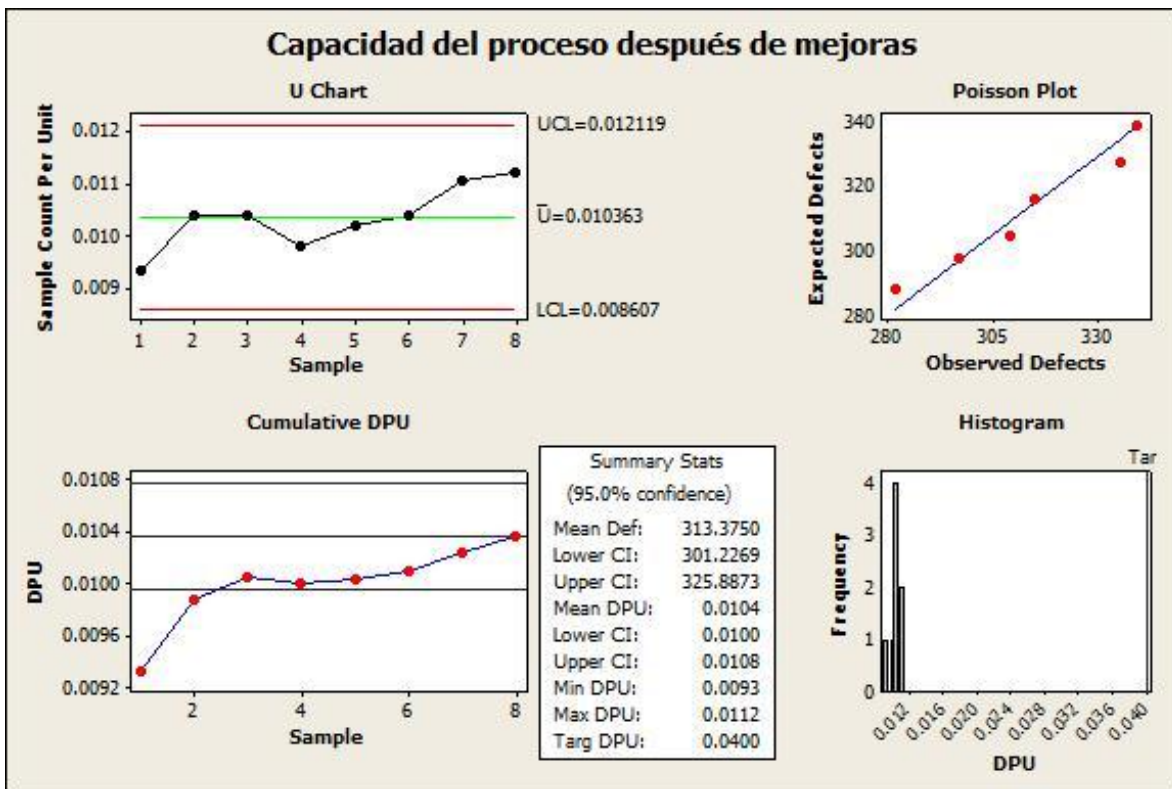 Capacidad del proceso después de mejoras
U Chart
Sample Count Per Unit
0.012
0.011
0.010
0.009
UCL=0.012119
U̅=0.010363
LCL=0.008607
1 2 3 4 5 6 7 8
Sample
Poisson Plot
Expected Defects
340
320
300
280
280 305 330
Observed Defects
Cumulative DPU
DPU
0.0108
0.0104
0.0100
0.0096
0.0092
2 4 6 8
Sample
Summary Stats
(95.0% confidence)
Mean Def: 313.3750
Lower CI: 301.2269
Upper CI: 325.8873
Mean DPU: 0.0104
Lower CI: 0.0100
Upper CI: 0.0108
Min DPU: 0.0093
Max DPU: 0.0112
Targ DPU: 0.0400
Histogram
Tar
Frequency
4
3
2
1
0
0.012 0.016 0.020 0.024 0.028 0.032 0.036 0.040
DPU